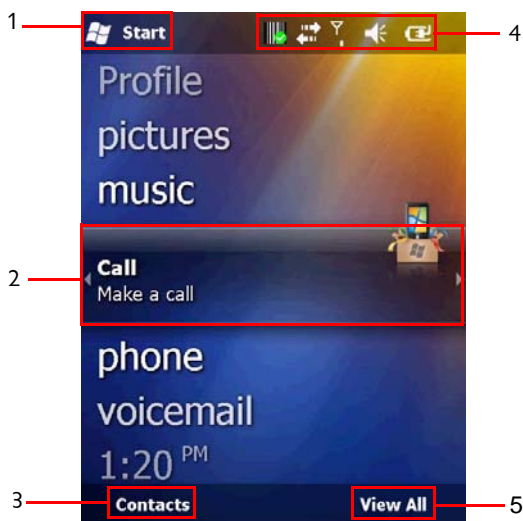 1
Start
4
Profile
pictures
music
2
Call
Make a call
phone
voicemail
1:20 PM
3
Contacts
View All
5